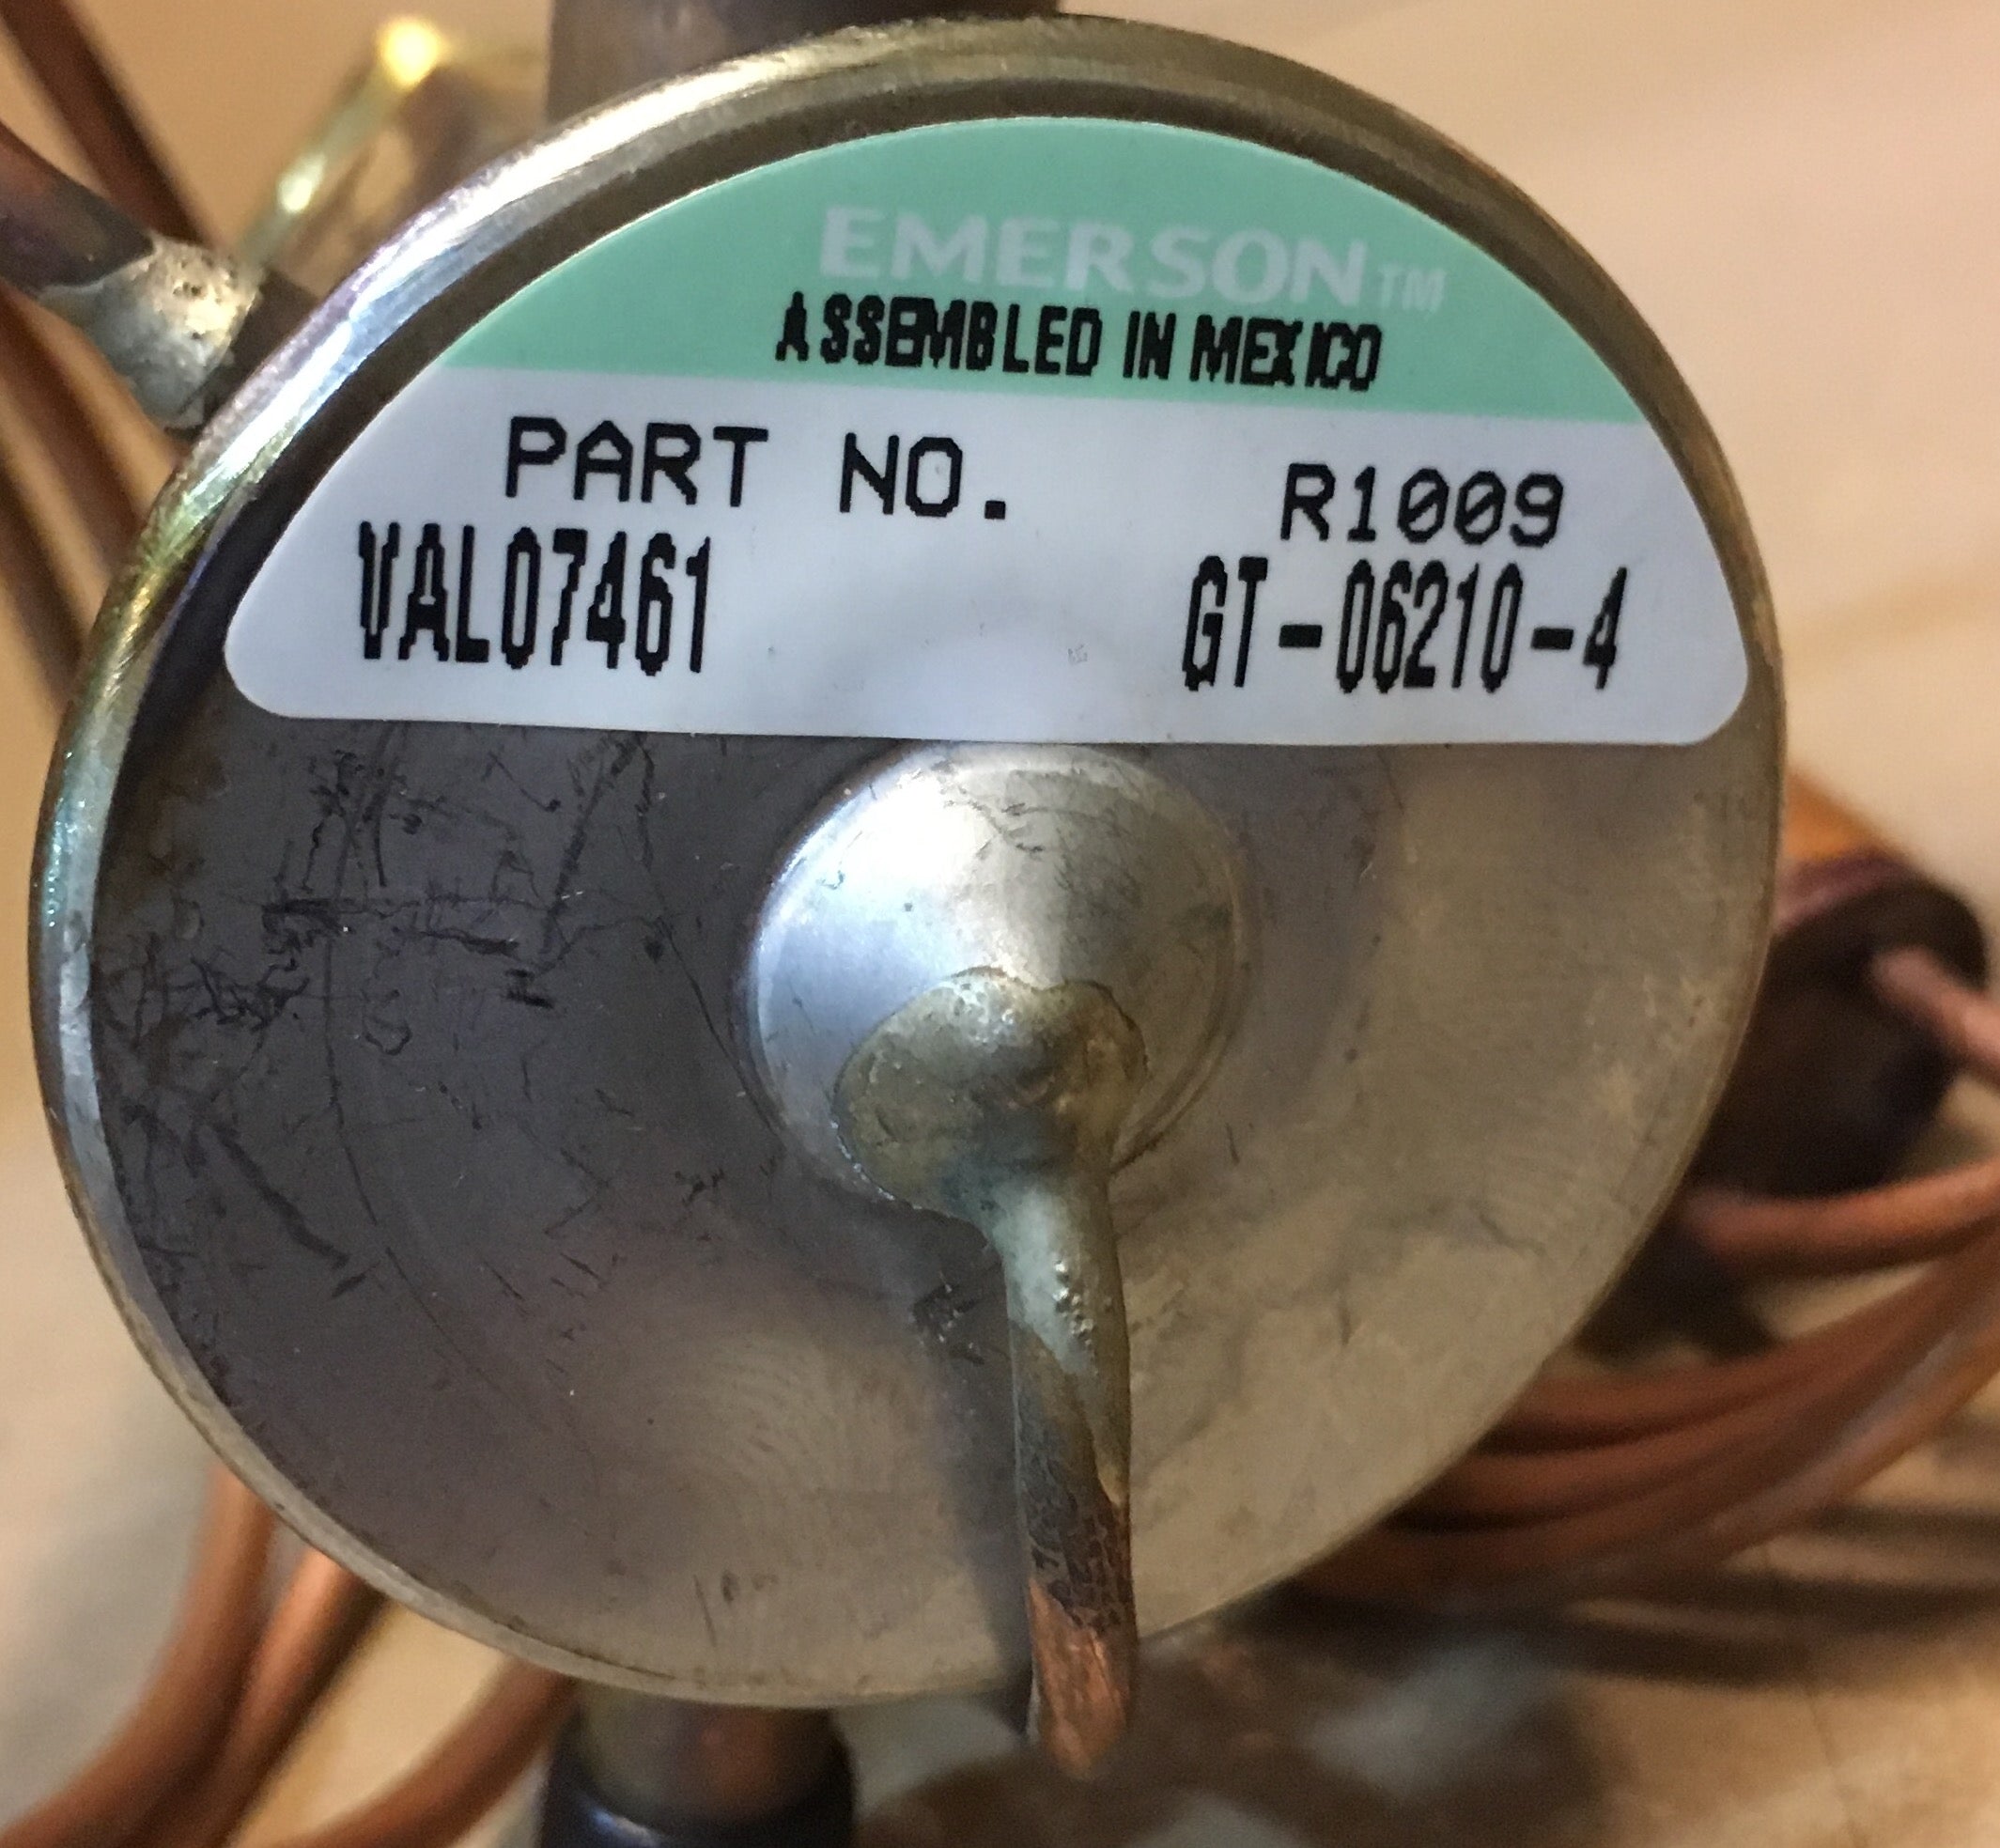 EMERSON™
ASSEMBLED IN MEXICO
PART NO. R1009
VAL07461 GT-06210-4